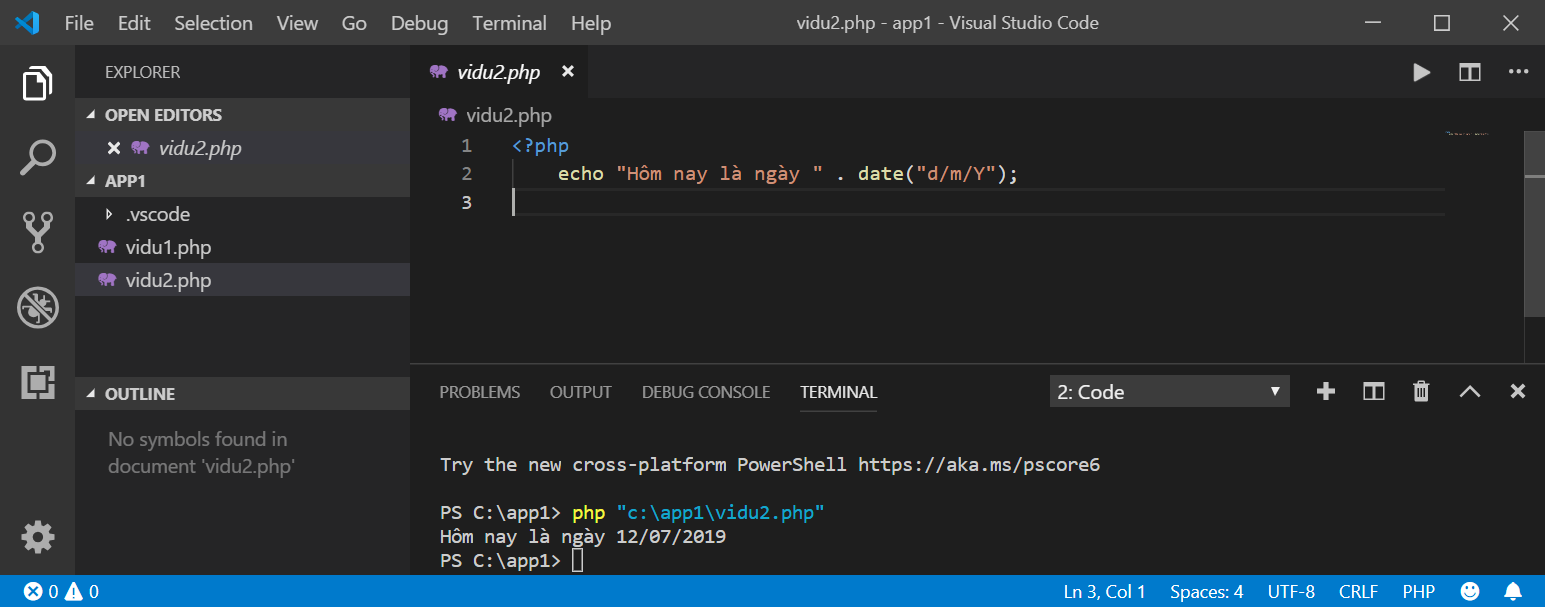 File Edit Selection View Go Debug Terminal Help vidu2.php - app1 - Visual Studio Code
EXPLORER
OPEN EDITORS
vidu2.php
APP1
.vscode
vidu1.php
vidu2.php
OUTLINE
No symbols found in
document 'vidu2.php'
vidu2.php
vidu2.php
1 <?php
2 echo "Hôm nay là ngày " . date("d/m/Y");
3
PROBLEMS OUTPUT DEBUG CONSOLE TERMINAL 2: Code
Try the new cross-platform PowerShell https://aka.ms/pscore6
PS C:\app1> php "c:\app1\vidu2.php"
Hôm nay là ngày 12/07/2019
PS C:\app1>
0 0 Ln 3, Col 1 Spaces: 4 UTF-8 CRLF PHP